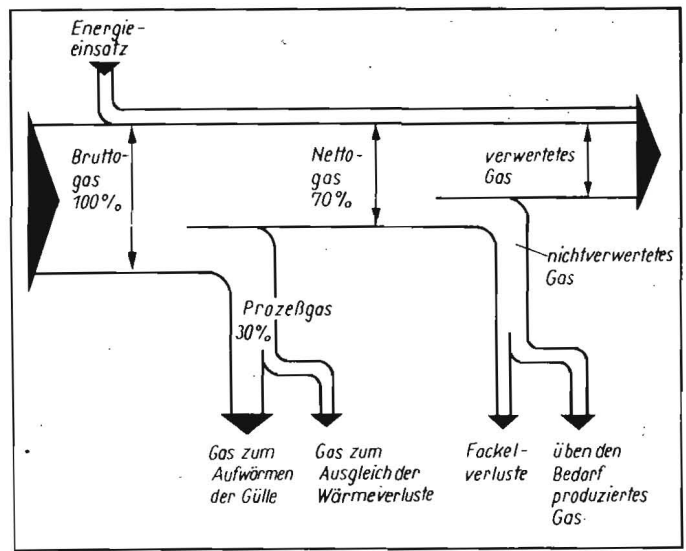 Energie-
einsatz
Brutto-
gas
100%
Netto-
gas
70%
verwertetes
Gas
nichtverwertetes
Gas
Prozeßgas
30%
Gas zum
Aufwärmen
der Gülle
Gas zum
Ausgleich der
Wärmeverluste
Fackel-
verluste
üben den
Bedarf
produziertes
Gas